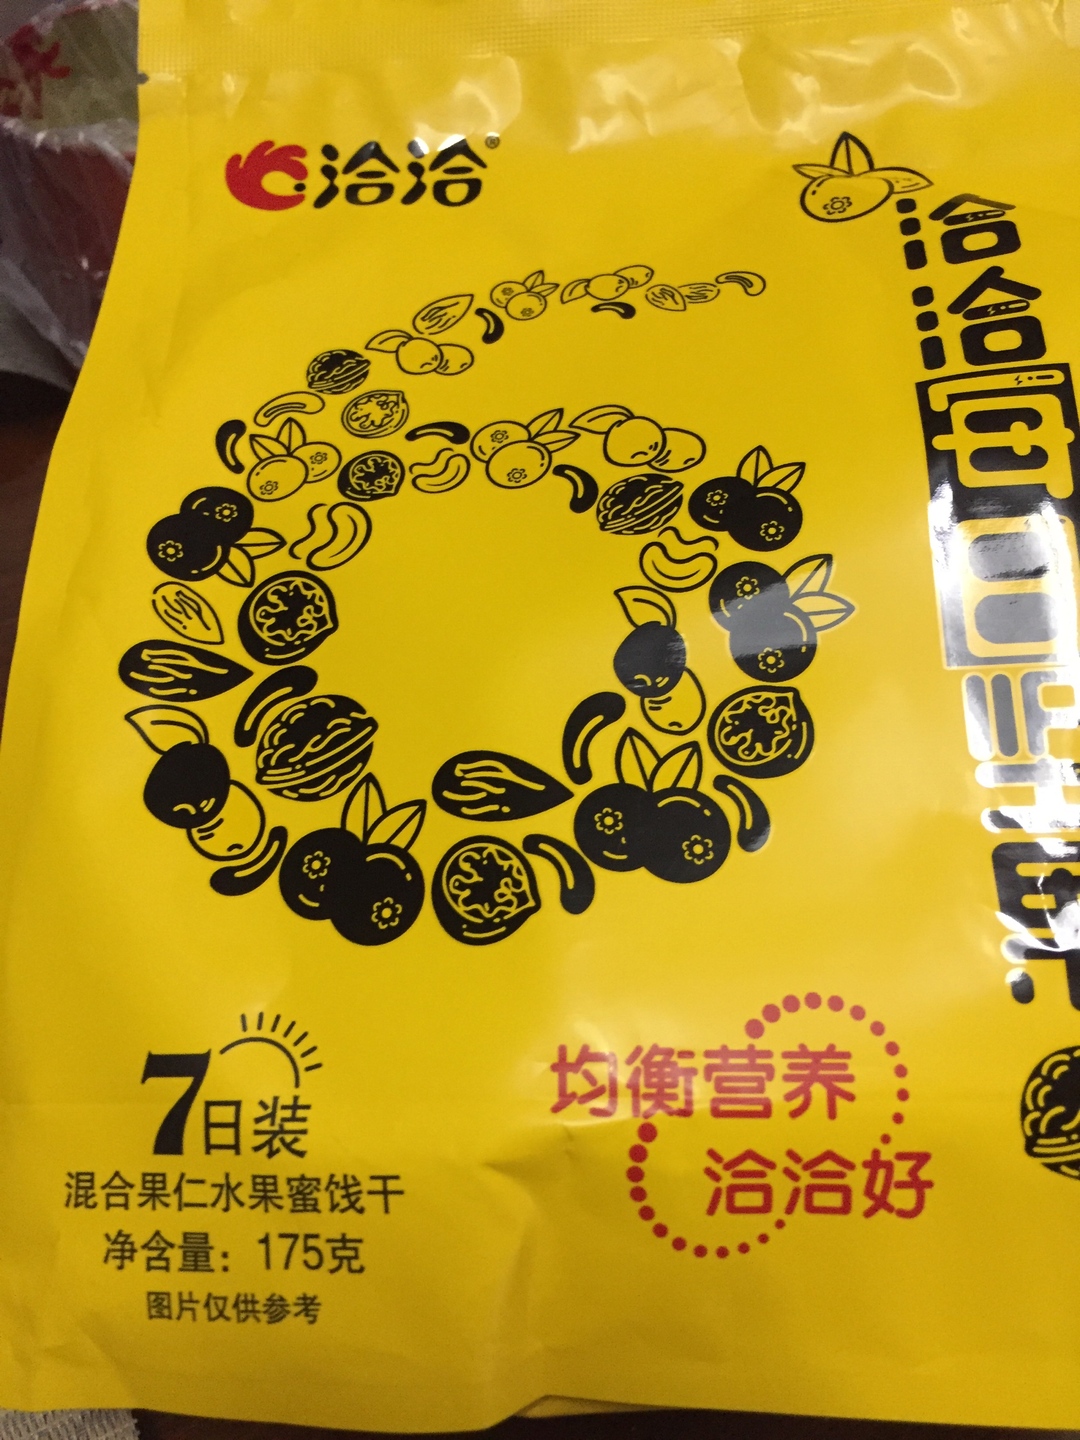 洽洽®
洽洽每日坚果
7日装
混合果仁水果蜜饯干
净含量：175克
图片仅供参考
均衡营养
洽洽好